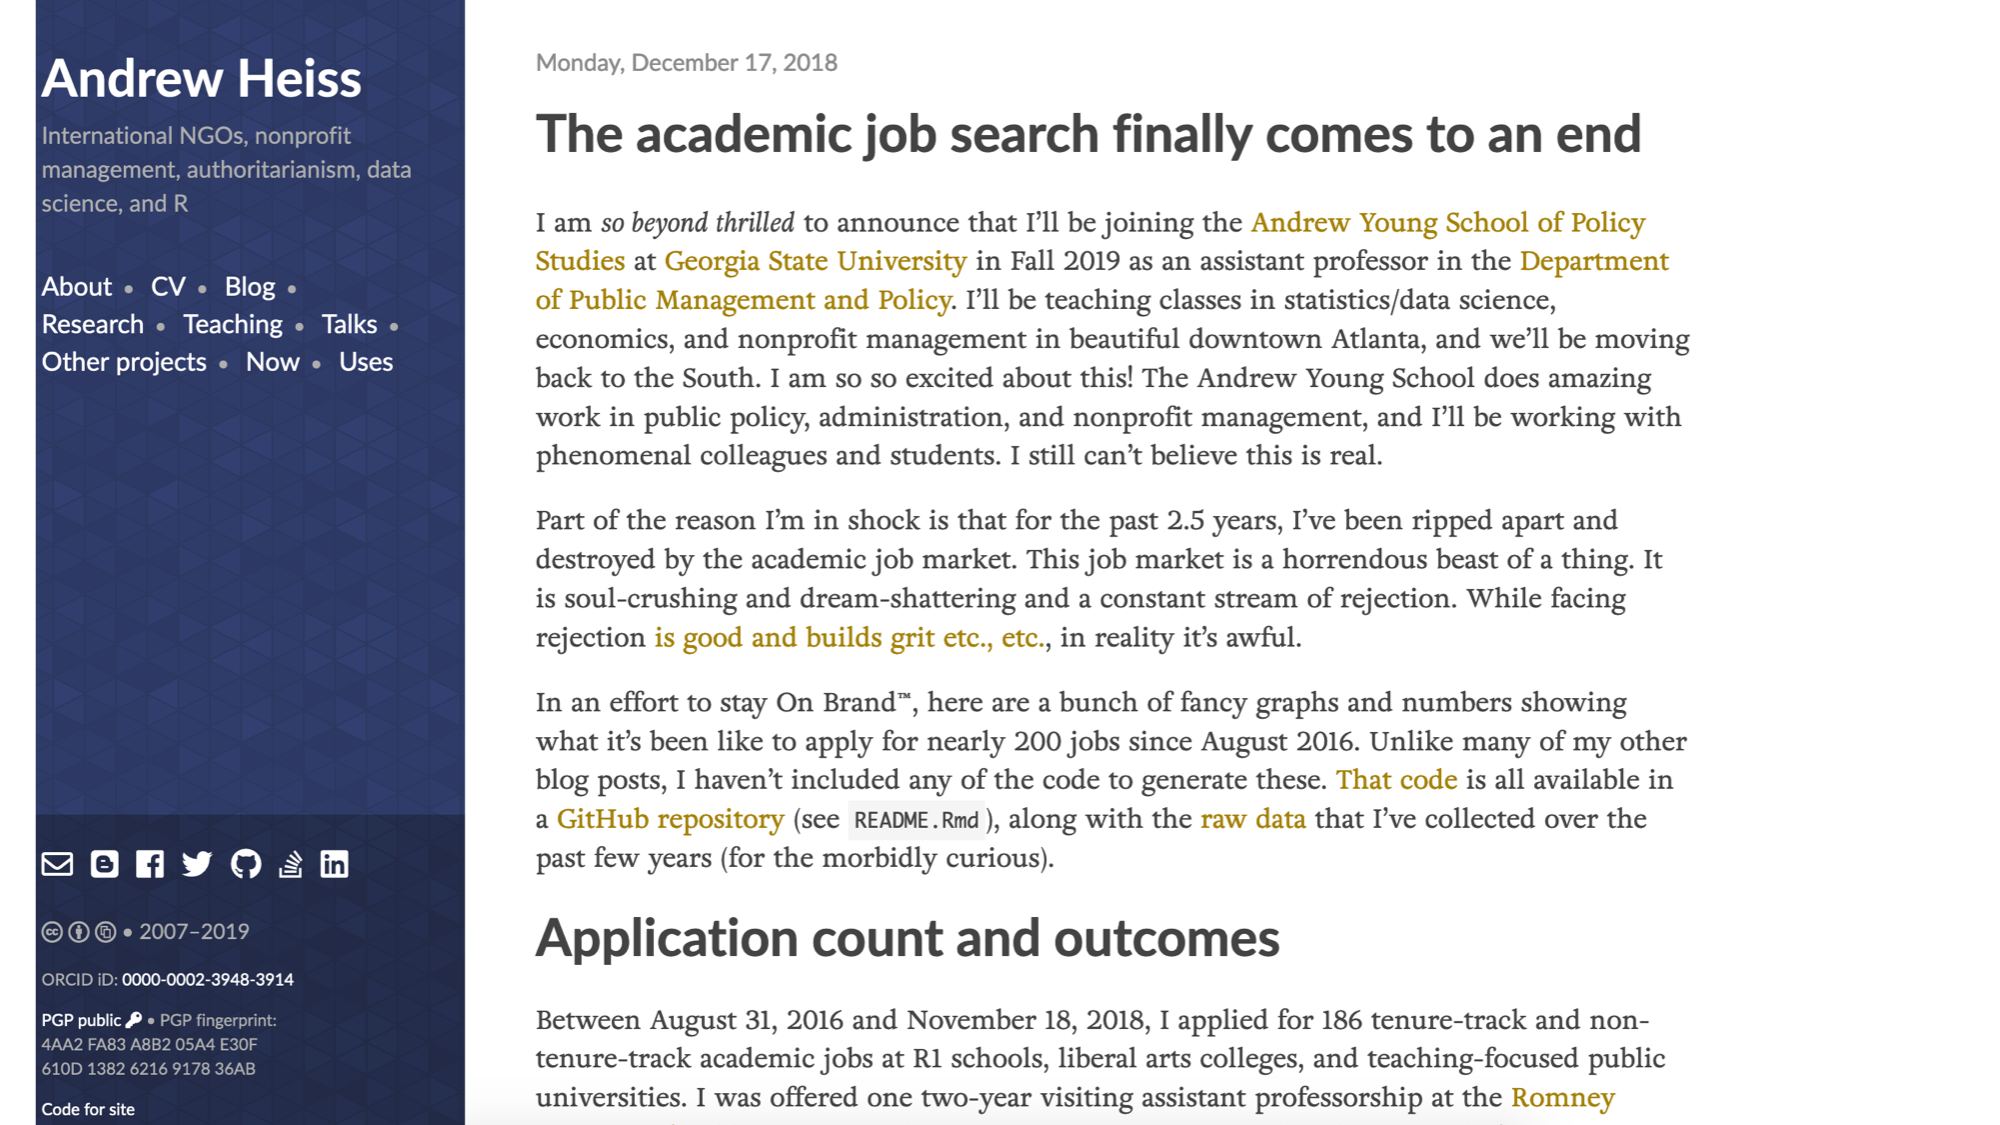 Andrew Heiss
International NGOs, nonprofit
management, authoritarianism, data
science, and R
About • CV • Blog •
Research • Teaching • Talks •
Other projects • Now • Uses
• 2007–2019
ORCID iD: 0000-0002-3948-3914
PGP public • PGP fingerprint:
4AA2 FA83 A8B2 05A4 E30F
610D 1382 6216 9178 36AB
Code for site
Monday, December 17, 2018
The academic job search finally comes to an end
I am so beyond thrilled to announce that I’ll be joining the Andrew Young School of Policy
Studies at Georgia State University in Fall 2019 as an assistant professor in the Department
of Public Management and Policy. I’ll be teaching classes in statistics/data science,
economics, and nonprofit management in beautiful downtown Atlanta, and we’ll be moving
back to the South. I am so so excited about this! The Andrew Young School does amazing
work in public policy, administration, and nonprofit management, and I’ll be working with
phenomenal colleagues and students. I still can’t believe this is real.
Part of the reason I’m in shock is that for the past 2.5 years, I’ve been ripped apart and
destroyed by the academic job market. This job market is a horrendous beast of a thing. It
is soul-crushing and dream-shattering and a constant stream of rejection. While facing
rejection is good and builds grit etc., etc., in reality it’s awful.
In an effort to stay On Brand™, here are a bunch of fancy graphs and numbers showing
what it’s been like to apply for nearly 200 jobs since August 2016. Unlike many of my other
blog posts, I haven’t included any of the code to generate these. That code is all available in
a GitHub repository (see README.Rmd), along with the raw data that I’ve collected over the
past few years (for the morbidly curious).
Application count and outcomes
Between August 31, 2016 and November 18, 2018, I applied for 186 tenure-track and non-
tenure-track academic jobs at R1 schools, liberal arts colleges, and teaching-focused public
universities. I was offered one two-year visiting assistant professorship at the Romney